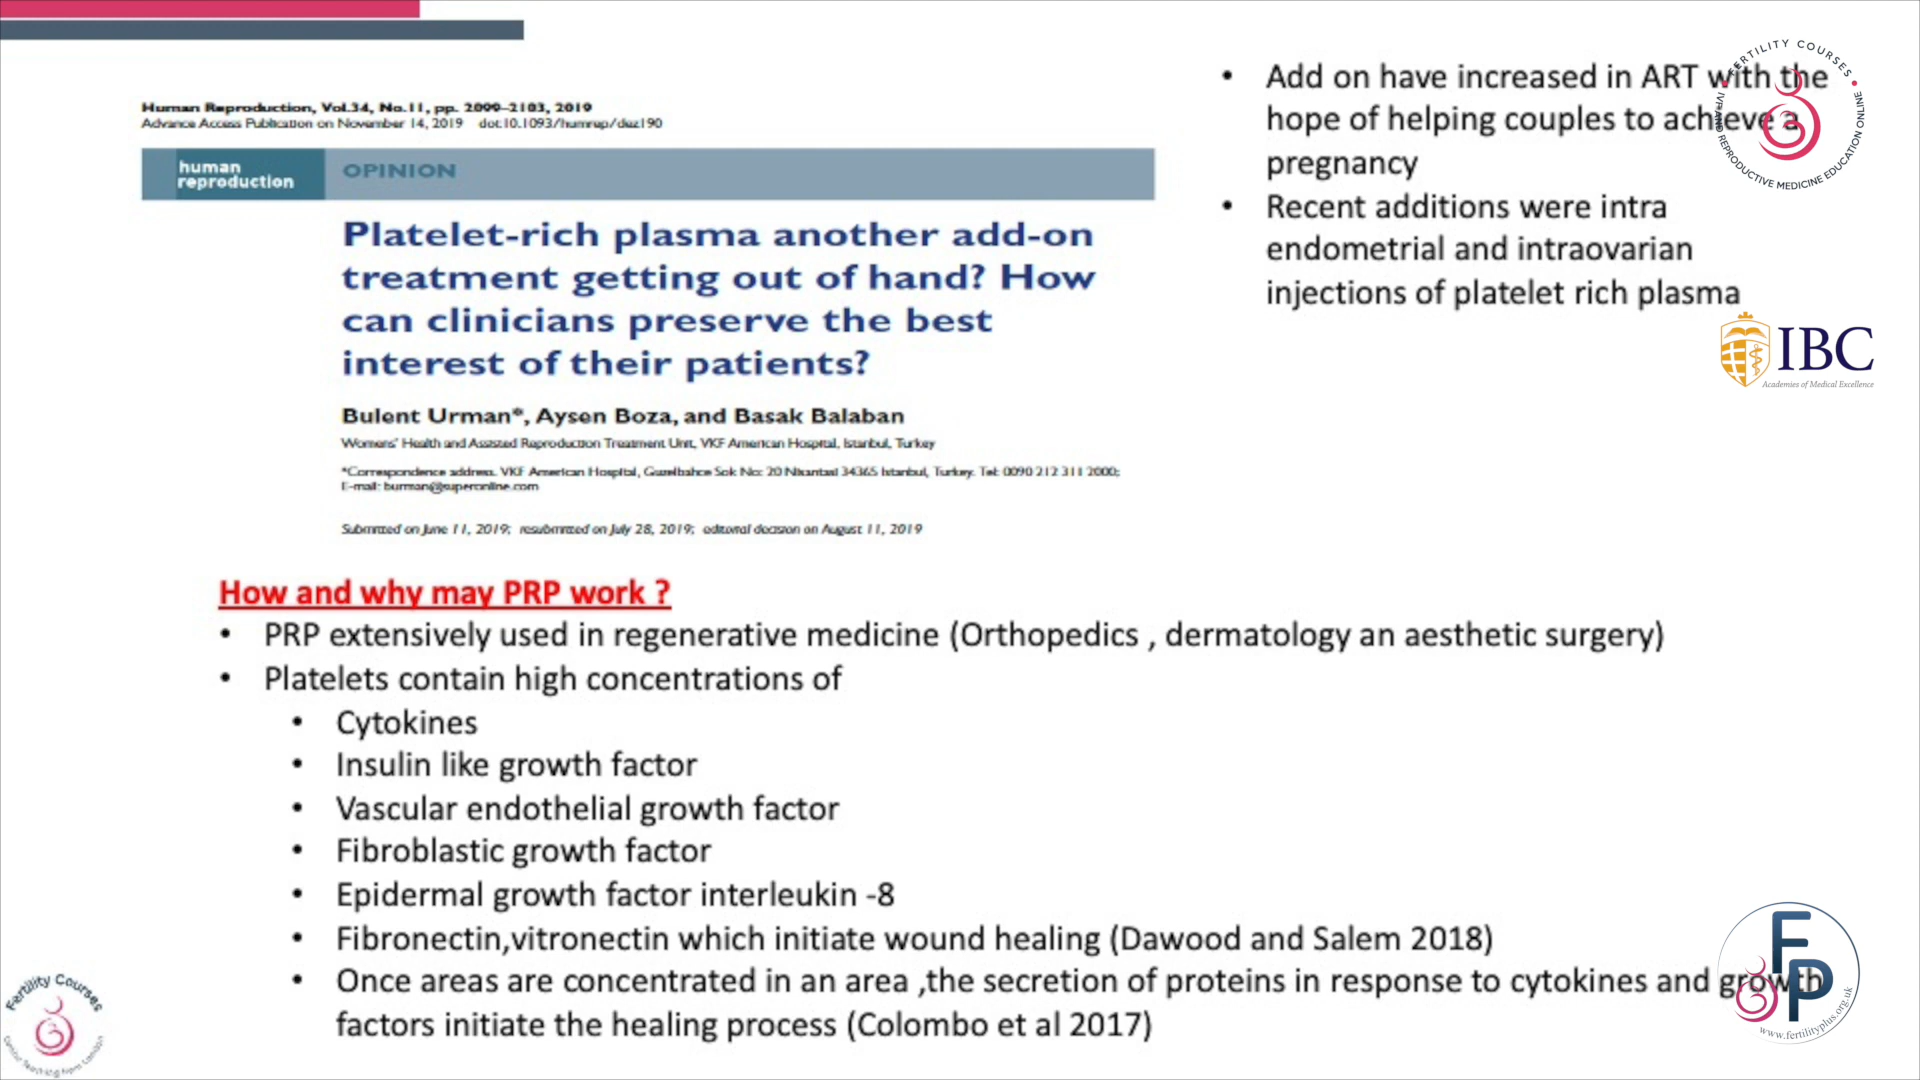 Human Reproduction, Vol.34, No.11, pp. 2099–2103, 2019
Advance Access Publication on November 14, 2019 doi:10.1093/humrep/dez190
human
reproduction
OPINION
Platelet-rich plasma another add-on
treatment getting out of hand? How
can clinicians preserve the best
interest of their patients?
Bulent Urman*, Aysen Boza, and Basak Balaban
Womens' Health and Assisted Reproduction Treatment Unit, VKF American Hospital, Istanbul, Turkey
*Correspondence address. VKF American Hospital, Guzelbahce Sok No: 20 Nisantasi 34365 Istanbul, Turkey. Tel: 0090 212 311 2000;
E-mail: burman@superonline.com
Submitted on June 11, 2019; resubmitted on July 28, 2019; editorial decision on August 11, 2019
• Add on have increased in ART with the
hope of helping couples to achieve a
pregnancy
• Recent additions were intra
endometrial and intraovarian
injections of platelet rich plasma
FERTILITY COURSES
IVF AND REPRODUCTIVE MEDICINE EDUCATION ONLINE
IBC
Academies of Medical Excellence
How and why may PRP work ?
• PRP extensively used in regenerative medicine (Orthopedics , dermatology an aesthetic surgery)
• Platelets contain high concentrations of
• Cytokines
• Insulin like growth factor
• Vascular endothelial growth factor
• Fibroblastic growth factor
• Epidermal growth factor interleukin -8
• Fibronectin,vitronectin which initiate wound healing (Dawood and Salem 2018)
• Once areas are concentrated in an area ,the secretion of proteins in response to cytokines and growth
factors initiate the healing process (Colombo et al 2017)
Fertility Courses
FP
www.fertilityplus.org.uk